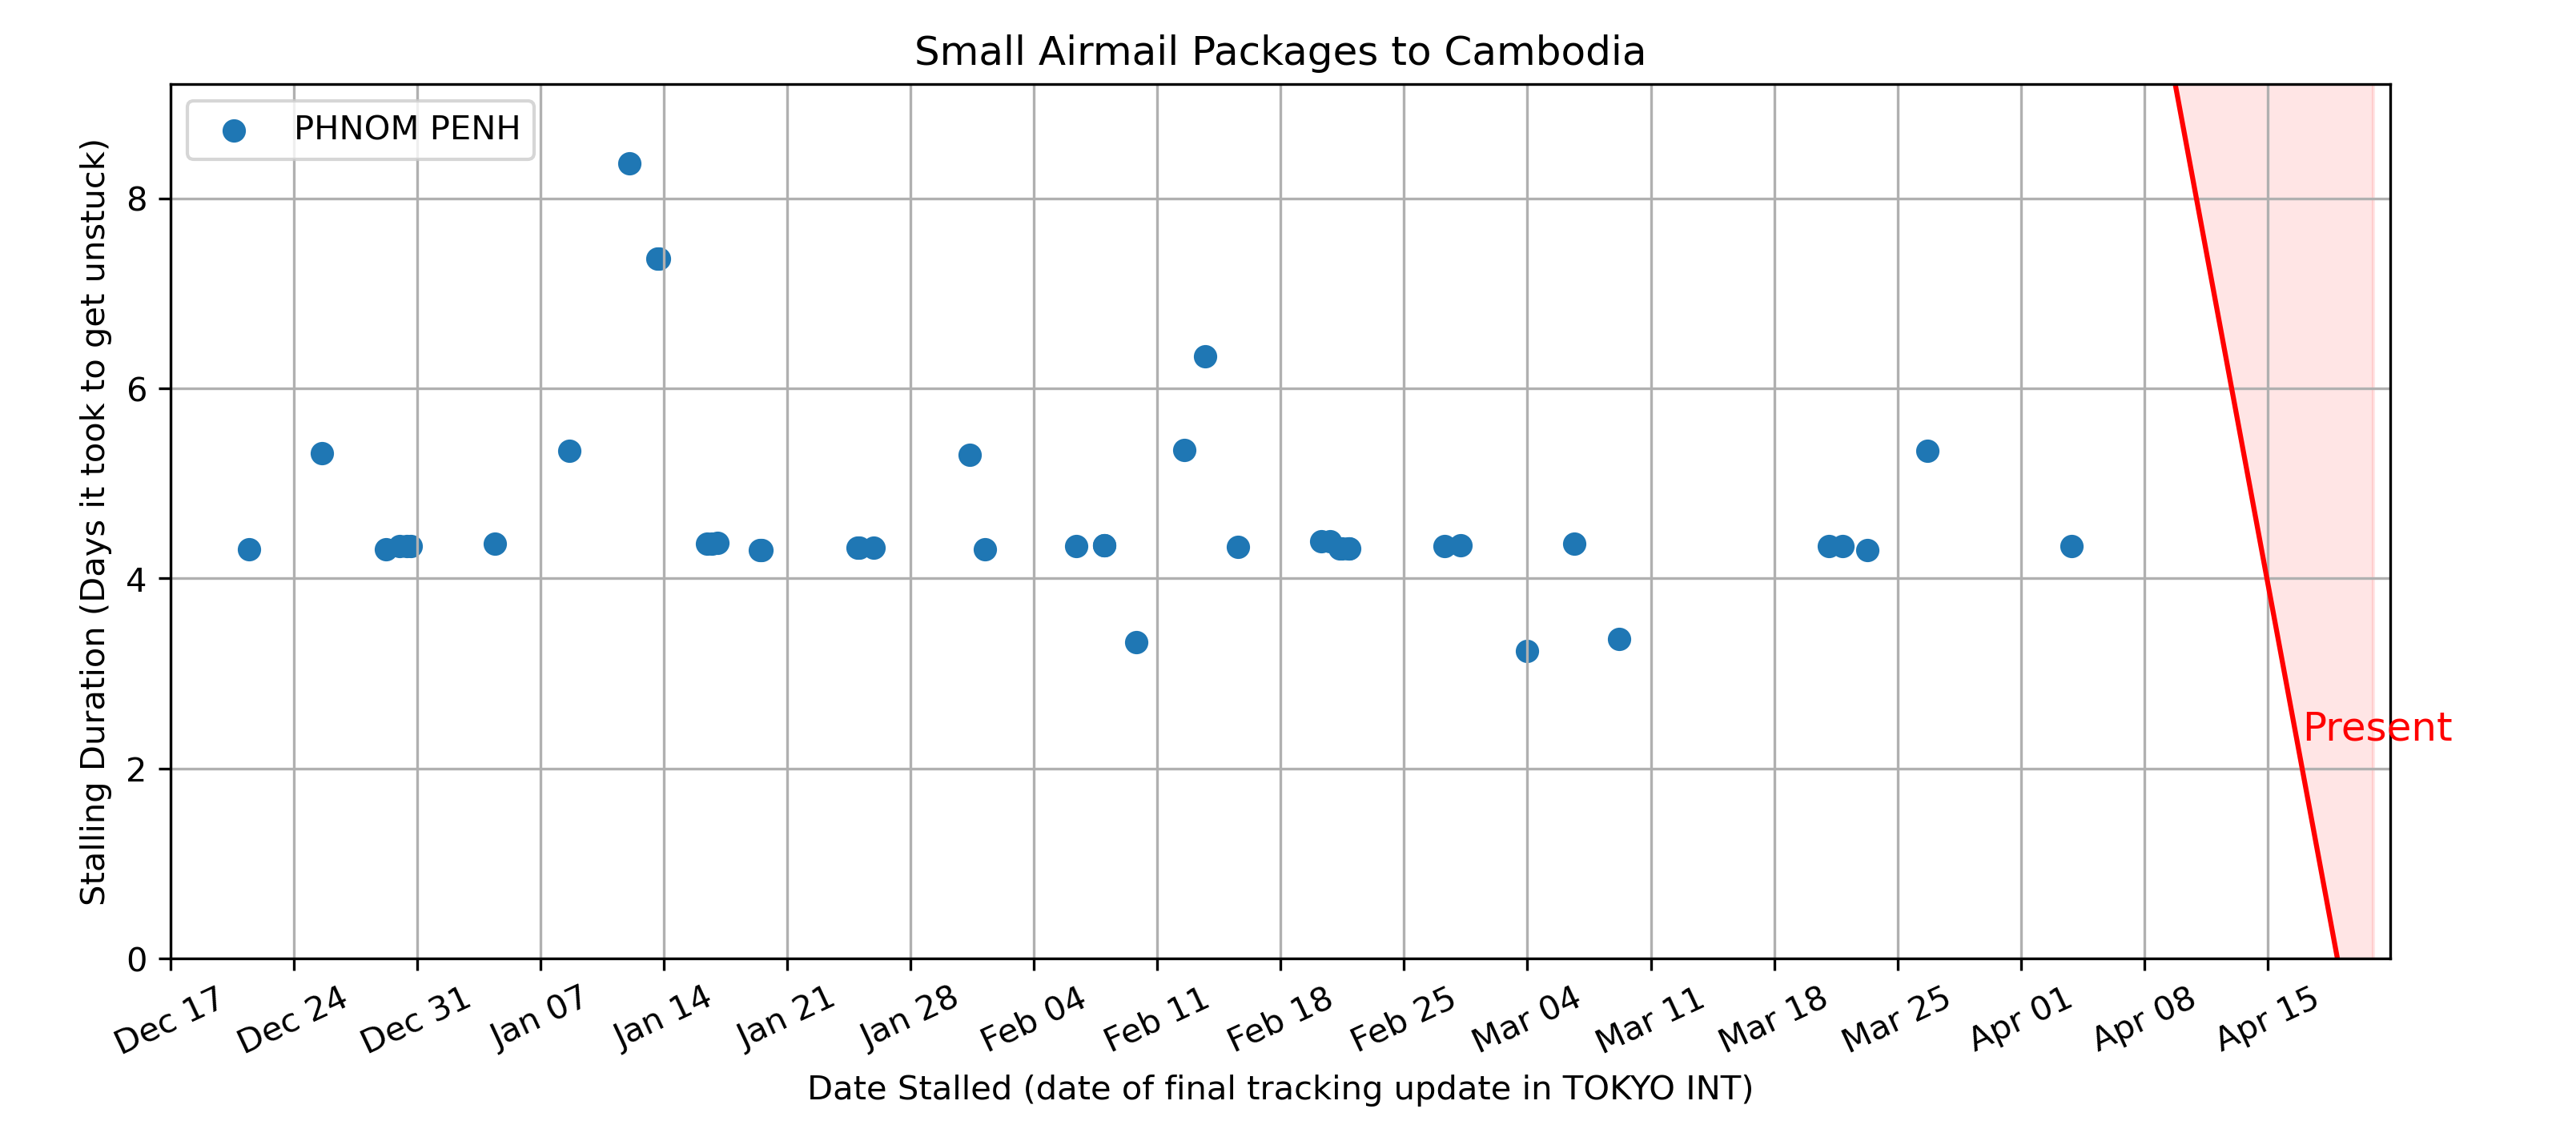 Small Airmail Packages to Cambodia
PHNOM PENH
Stalling Duration (Days it took to get unstuck)
8
6
4
2
0
Present
Dec 17 Dec 24 Dec 31 Jan 07 Jan 14 Jan 21 Jan 28 Feb 04 Feb 11 Feb 18 Feb 25 Mar 04 Mar 11 Mar 18 Mar 25 Apr 01 Apr 08 Apr 15
Date Stalled (date of final tracking update in TOKYO INT)